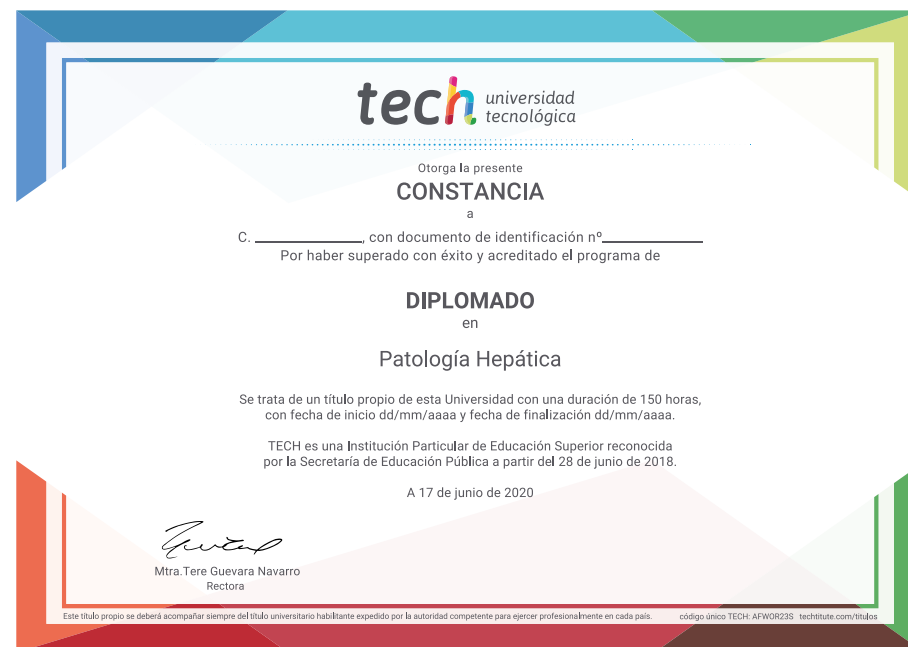 tech universidad
tecnológica
Otorga la presente
CONSTANCIA
a
C. ____________, con documento de identificación nº____________
Por haber superado con éxito y acreditado el programa de
DIPLOMADO
en
Patología Hepática
Se trata de un título propio de esta Universidad con una duración de 150 horas,
con fecha de inicio dd/mm/aaaa y fecha de finalización dd/mm/aaaa.
TECH es una Institución Particular de Educación Superior reconocida
por la Secretaría de Educación Pública a partir del 28 de junio de 2018.
A 17 de junio de 2020
Mtra.Tere Guevara Navarro
Rectora
Este título propio se deberá acompañar siempre del título universitario habilitante expedido por la autoridad competente para ejercer profesionalmente en cada país. código único TECH: AFWOR23S techtitute.com/titulos